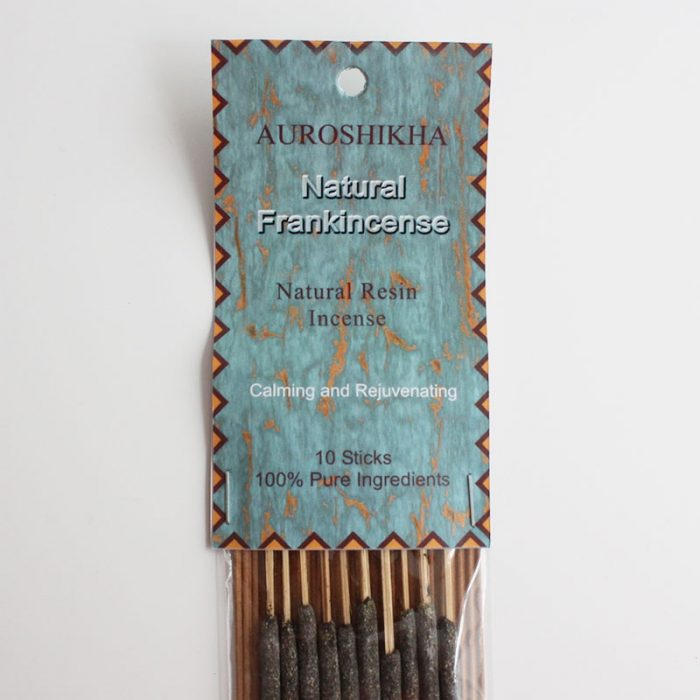 AUROSHIKHA
Natural
Frankincense
Natural Resin
Incense
Calming and Rejuvenating
10 Sticks
100% Pure Ingredients